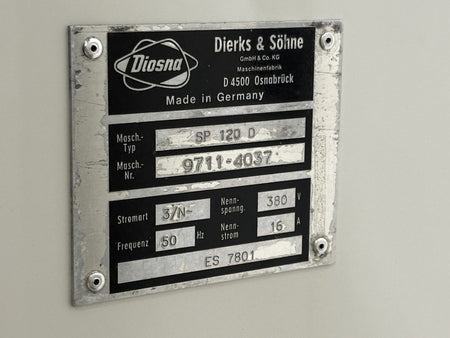 Diosna
Dierks & Söhne
GmbH & Co. KG
Maschinenfabrik
D 4500 Osnabrück
Made in Germany
Masch.-Typ SP 120 D
Masch.-Nr. 9711-4037
Stromart 3/N~ Nenn-spanng. 380 V
Frequenz 50 Hz Nenn-strom 16 A
ES 7801